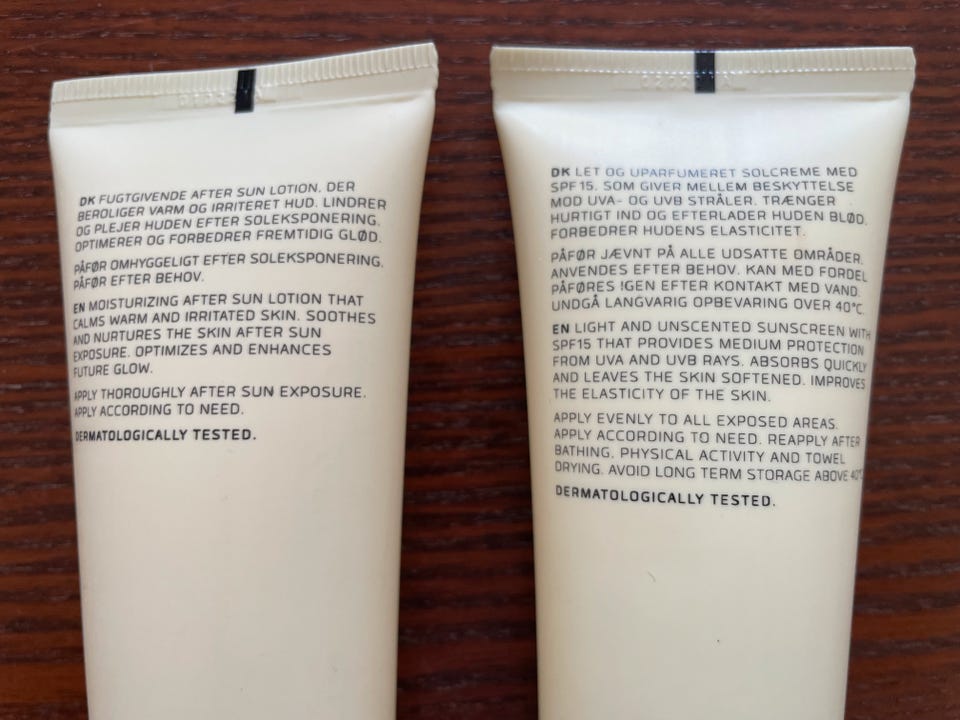 DK FUGTGIVENDE AFTER SUN LOTION, DER
BEROLIGER VARM OG IRRITERET HUD. LINDRER
OG PLEJER HUDEN EFTER SOLEKSPONERING.
OPTIMERER OG FORBEDRER FREMTIDIG GLØD.
PÅFØR OMHYGGELIGT EFTER SOLEKSPONERING.
PÅFØR EFTER BEHOV.
EN MOISTURIZING AFTER SUN LOTION THAT
CALMS WARM AND IRRITATED SKIN. SOOTHES
AND NURTURES THE SKIN AFTER SUN
EXPOSURE. OPTIMIZES AND ENHANCES
FUTURE GLOW.
APPLY THOROUGHLY AFTER SUN EXPOSURE.
APPLY ACCORDING TO NEED.
DERMATOLOGICALLY TESTED.
DK LET OG UPARFUMERET SOLCREME MED
SPF 15, SOM GIVER MELLEM BESKYTTELSE
MOD UVA- OG UVB STRÅLER. TRÆNGER
HURTIGT IND OG EFTERLADER HUDEN BLØD.
FORBEDRER HUDENS ELASTICITET.
PÅFØR JÆVNT PÅ ALLE UDSATTE OMRÅDER.
ANVENDES EFTER BEHOV. KAN MED FORDEL
PÅFØRES IGEN EFTER KONTAKT MED VAND.
UNDGÅ LANGVARIG OPBEVARING OVER 40°C.
EN LIGHT AND UNSCENTED SUNSCREEN WITH
SPF15 THAT PROVIDES MEDIUM PROTECTION
FROM UVA AND UVB RAYS. ABSORBS QUICKLY
AND LEAVES THE SKIN SOFTENED. IMPROVES
THE ELASTICITY OF THE SKIN.
APPLY EVENLY TO ALL EXPOSED AREAS.
APPLY ACCORDING TO NEED. REAPPLY AFTER
BATHING, PHYSICAL ACTIVITY AND TOWEL
DRYING. AVOID LONG TERM STORAGE ABOVE 40°C
DERMATOLOGICALLY TESTED.